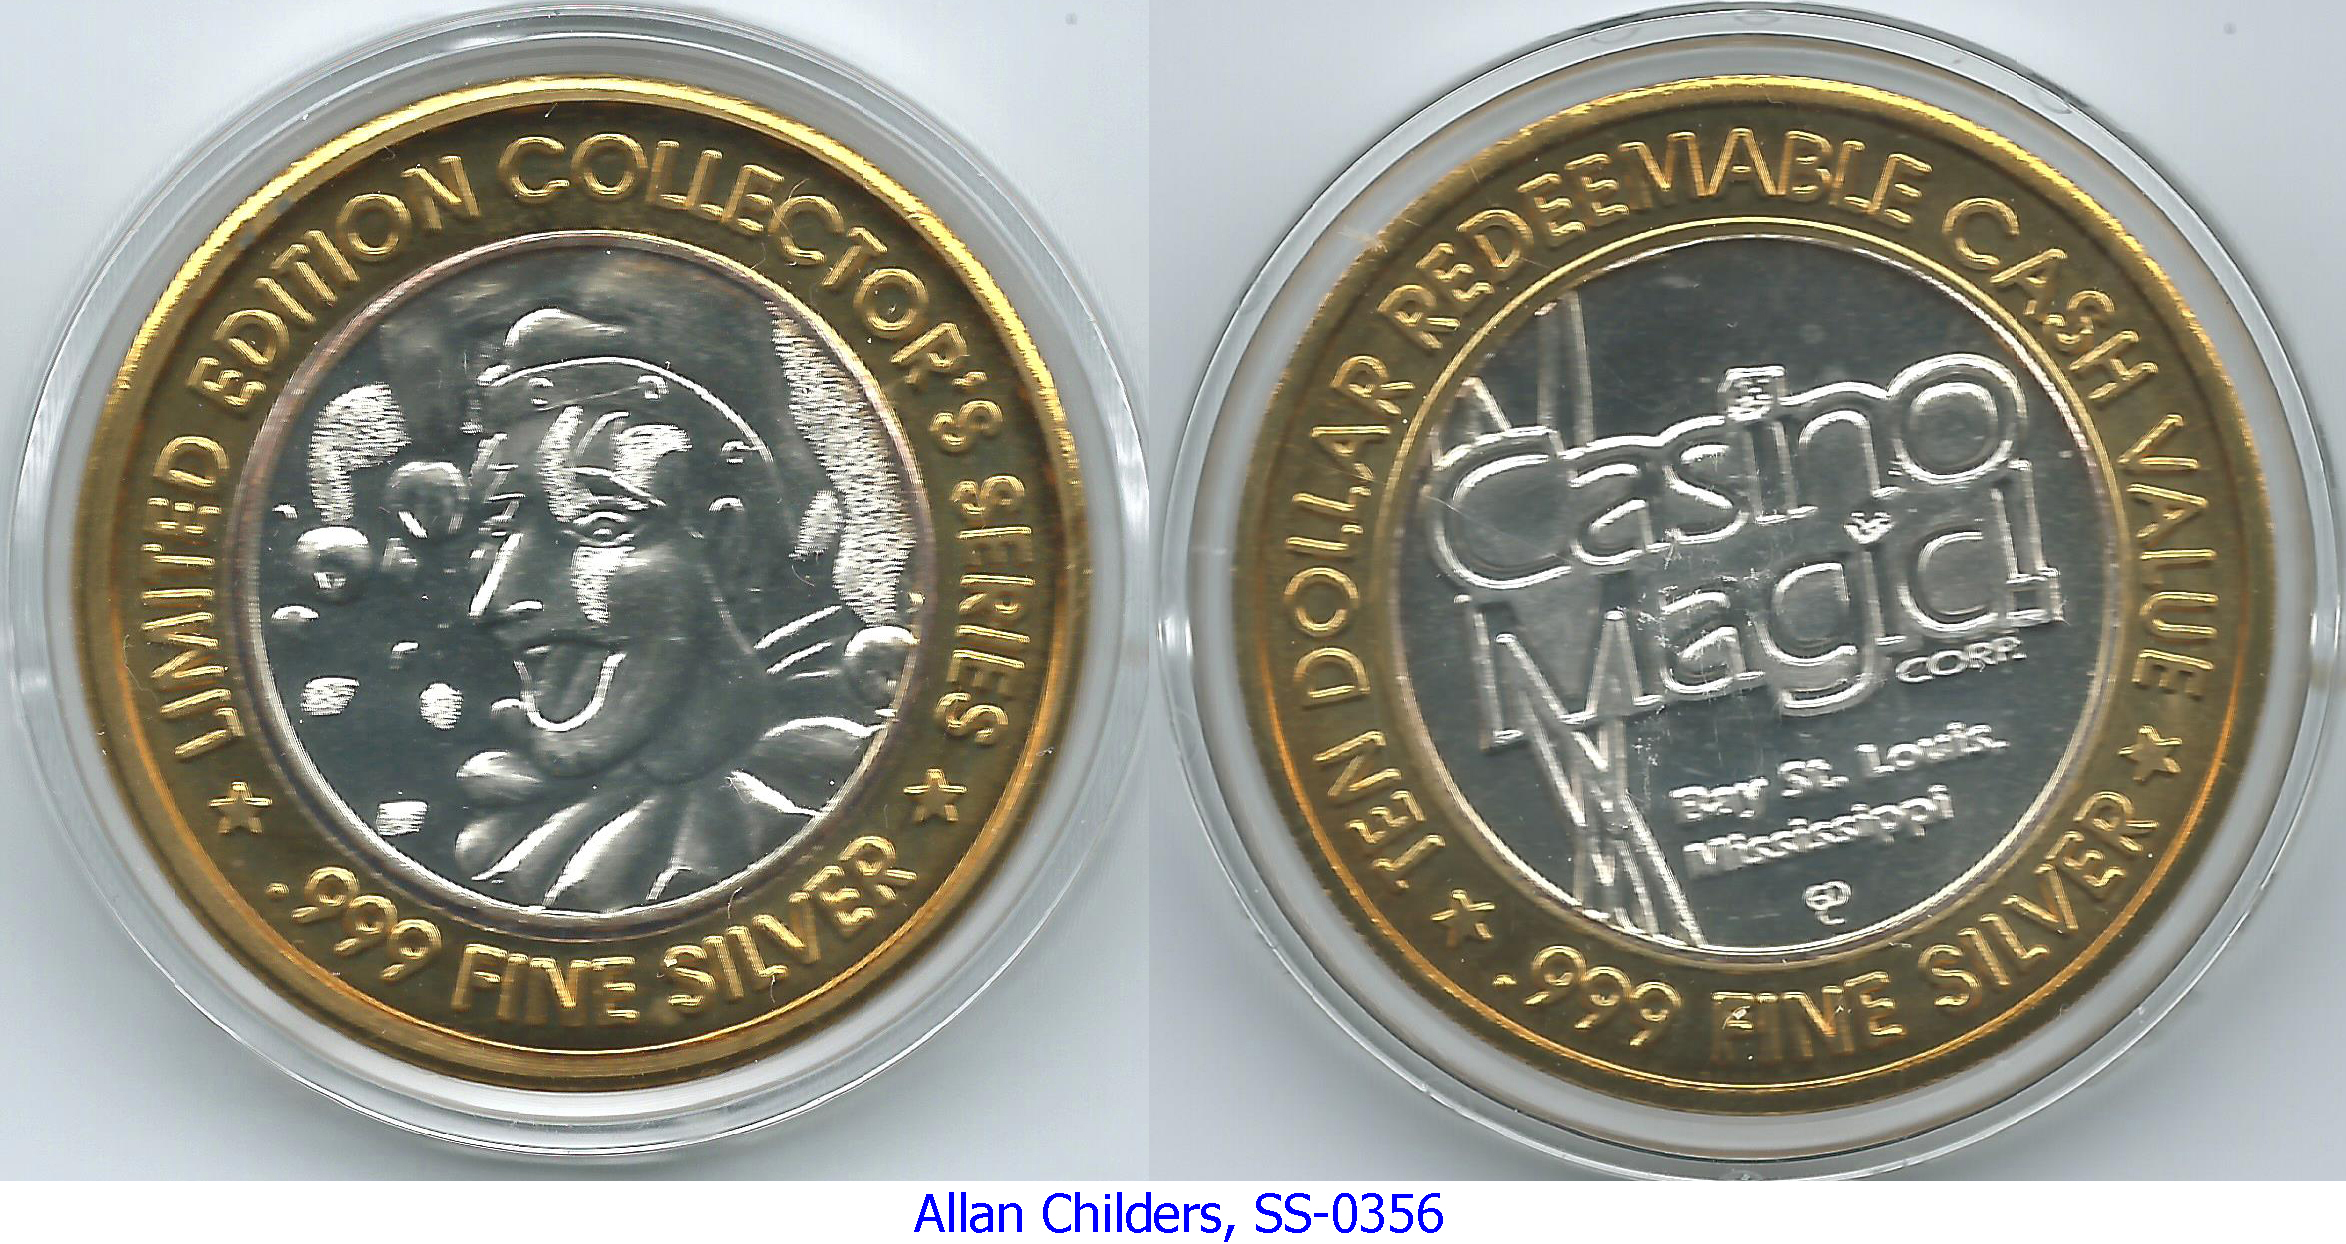 LIMITED EDITION COLLECTOR'S SERIES
★ .999 FINE SILVER ★
TEN DOLLAR REDEEMABLE CASH VALUE
Casino
Magic
CORP.
Bay St. Louis
Mississippi
★ .999 FINE SILVER ★
Allan Childers, SS-0356